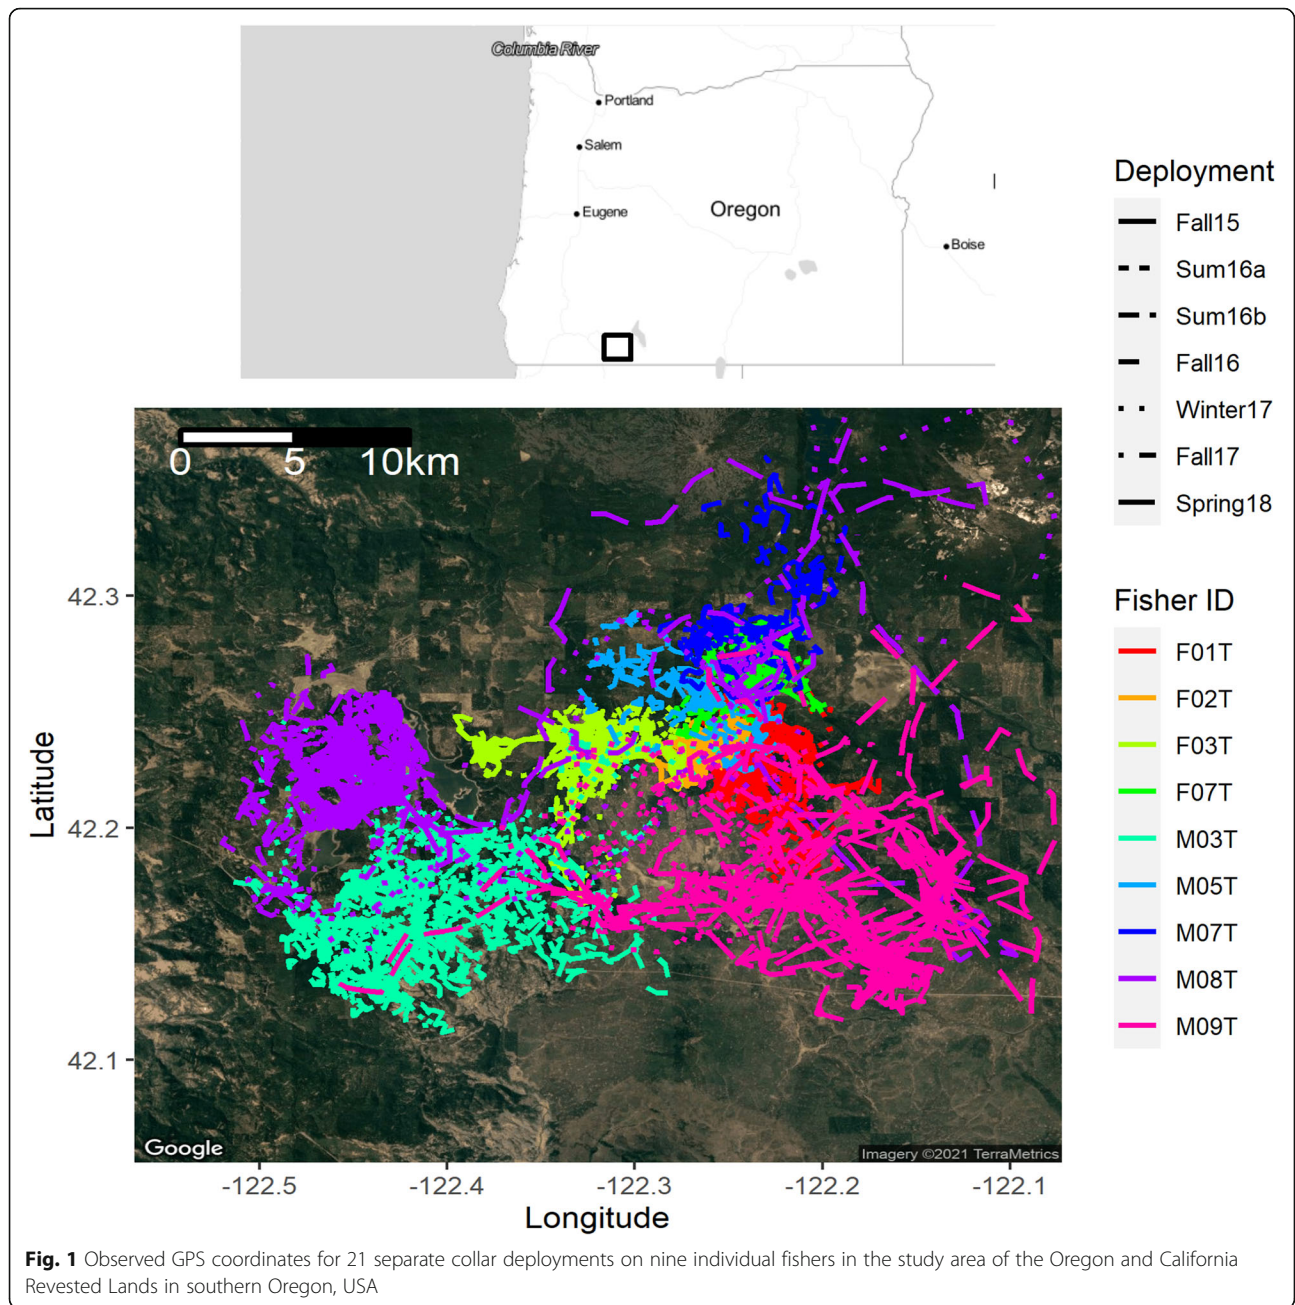 Columbia River
Portland
Salem
Eugene
Oregon
Boise
I
Deployment
Fall15
Sum16a
Sum16b
Fall16
Winter17
Fall17
Spring18
Fisher ID
F01T
F02T
F03T
F07T
M03T
M05T
M07T
M08T
M09T
0 5 10km
Latitude
42.3
42.2
42.1
Google
Imagery ©2021 TerraMetrics
-122.5 -122.4 -122.3 -122.2 -122.1
Longitude
Fig. 1 Observed GPS coordinates for 21 separate collar deployments on nine individual fishers in the study area of the Oregon and California
Revested Lands in southern Oregon, USA